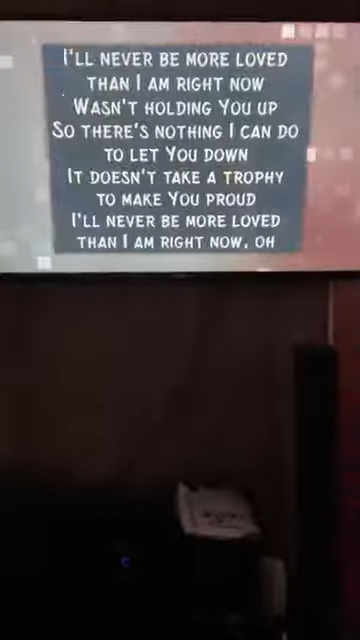 I'LL NEVER BE MORE LOVED
THAN I AM RIGHT NOW
WASN'T HOLDING YOU UP
SO THERE'S NOTHING I CAN DO
TO LET YOU DOWN
IT DOESN'T TAKE A TROPHY
TO MAKE YOU PROUD
I'LL NEVER BE MORE LOVED
THAN I AM RIGHT NOW, OH